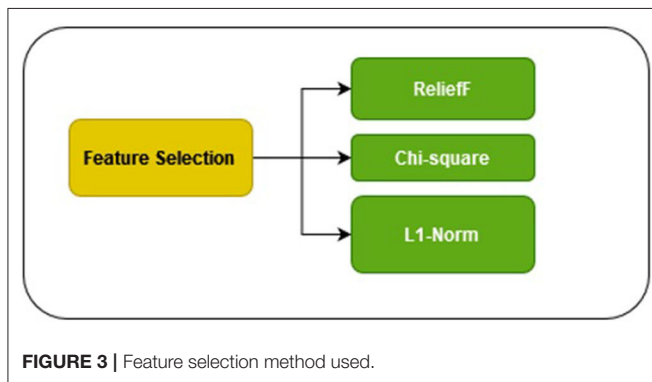 ReliefF
Feature Selection
Chi-square
L1-Norm
FIGURE 3 | Feature selection method used.